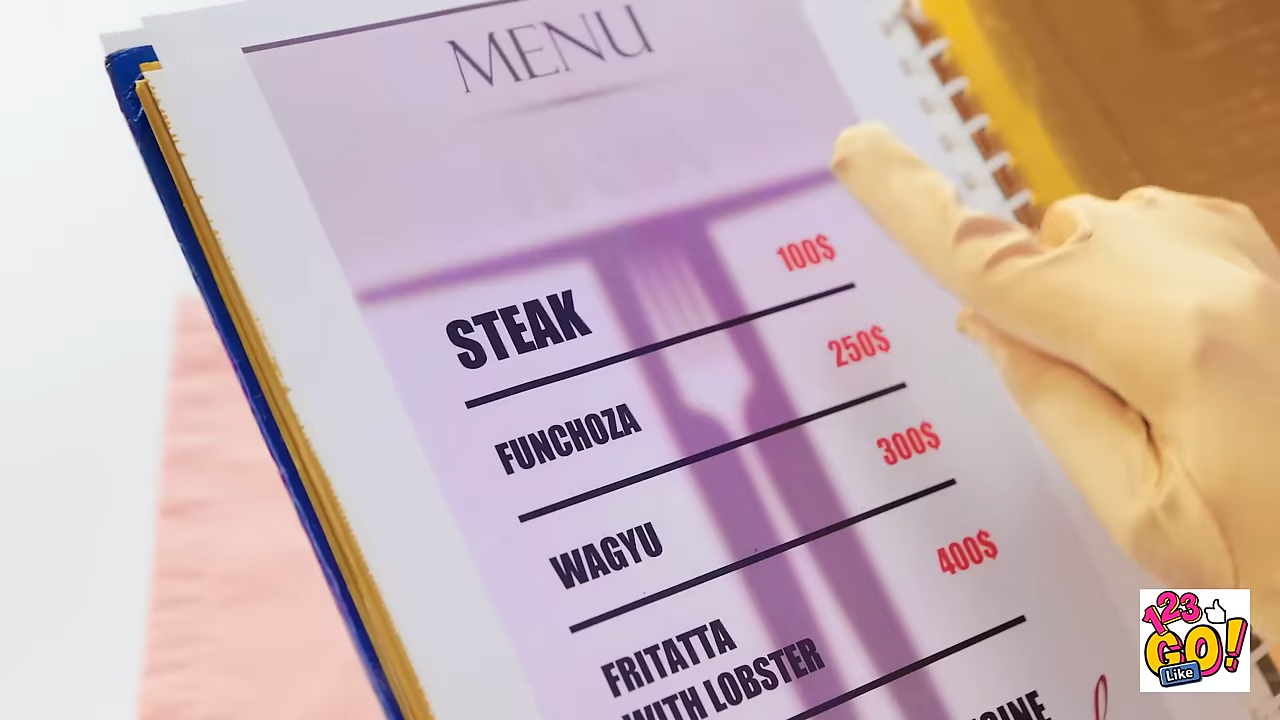 MENU
STEAK 100$
FUNCHOZA 250$
WAGYU 300$
FRITATTA 400$
WITH LOBSTER
123
GO!
Like